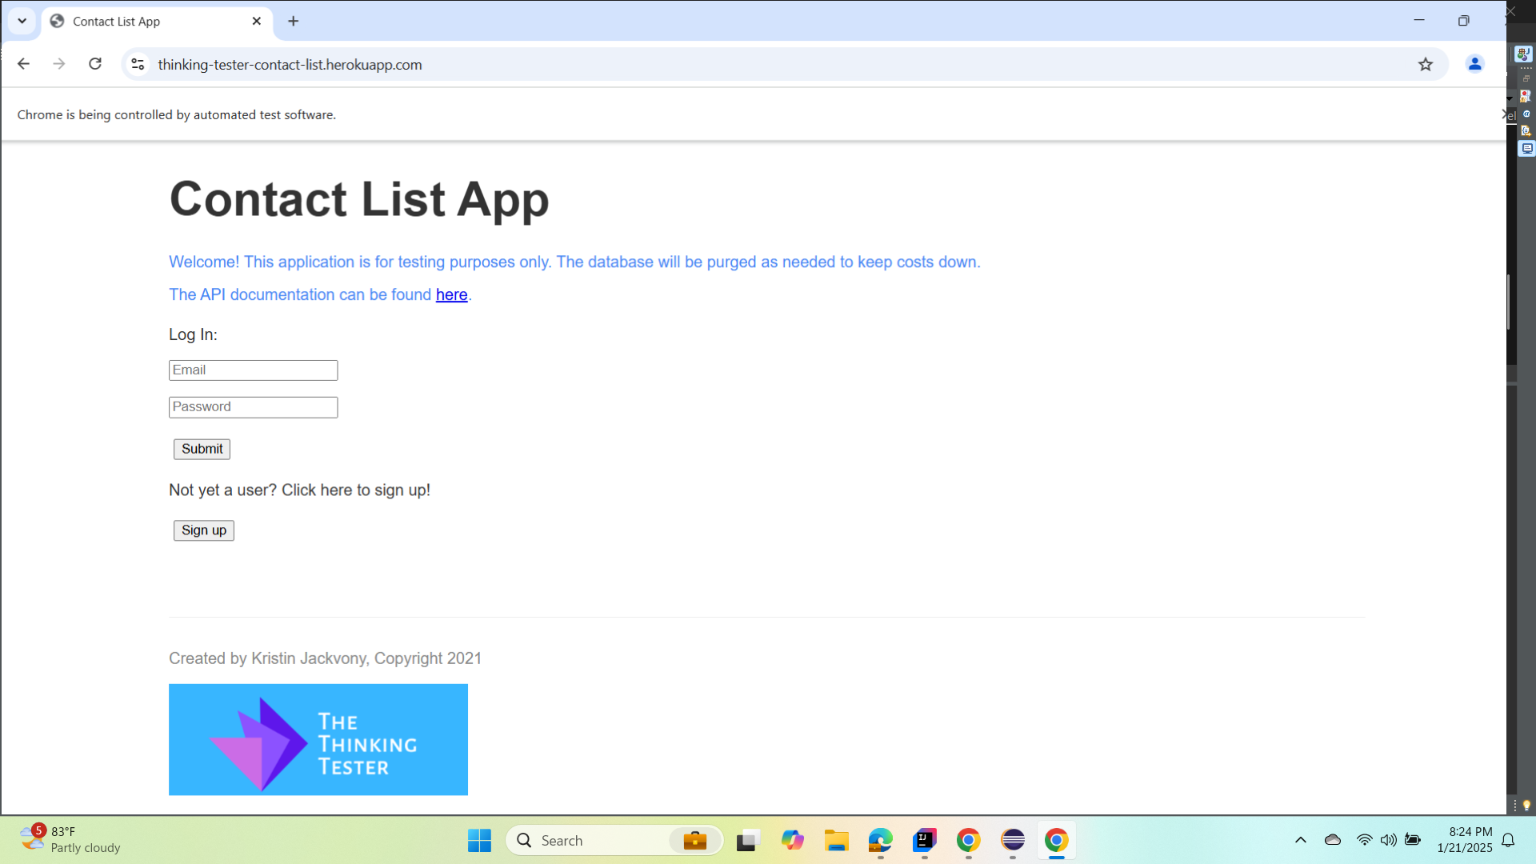 Contact List App
thinking-tester-contact-list.herokuapp.com
Chrome is being controlled by automated test software.
Contact List App
Welcome! This application is for testing purposes only. The database will be purged as needed to keep costs down.
The API documentation can be found here.
Log In:
Email
Password
Submit
Not yet a user? Click here to sign up!
Sign up
Created by Kristin Jackvony, Copyright 2021
THE
THINKING
TESTER
5
83°F
Partly cloudy
Search
8:24 PM
1/21/2025